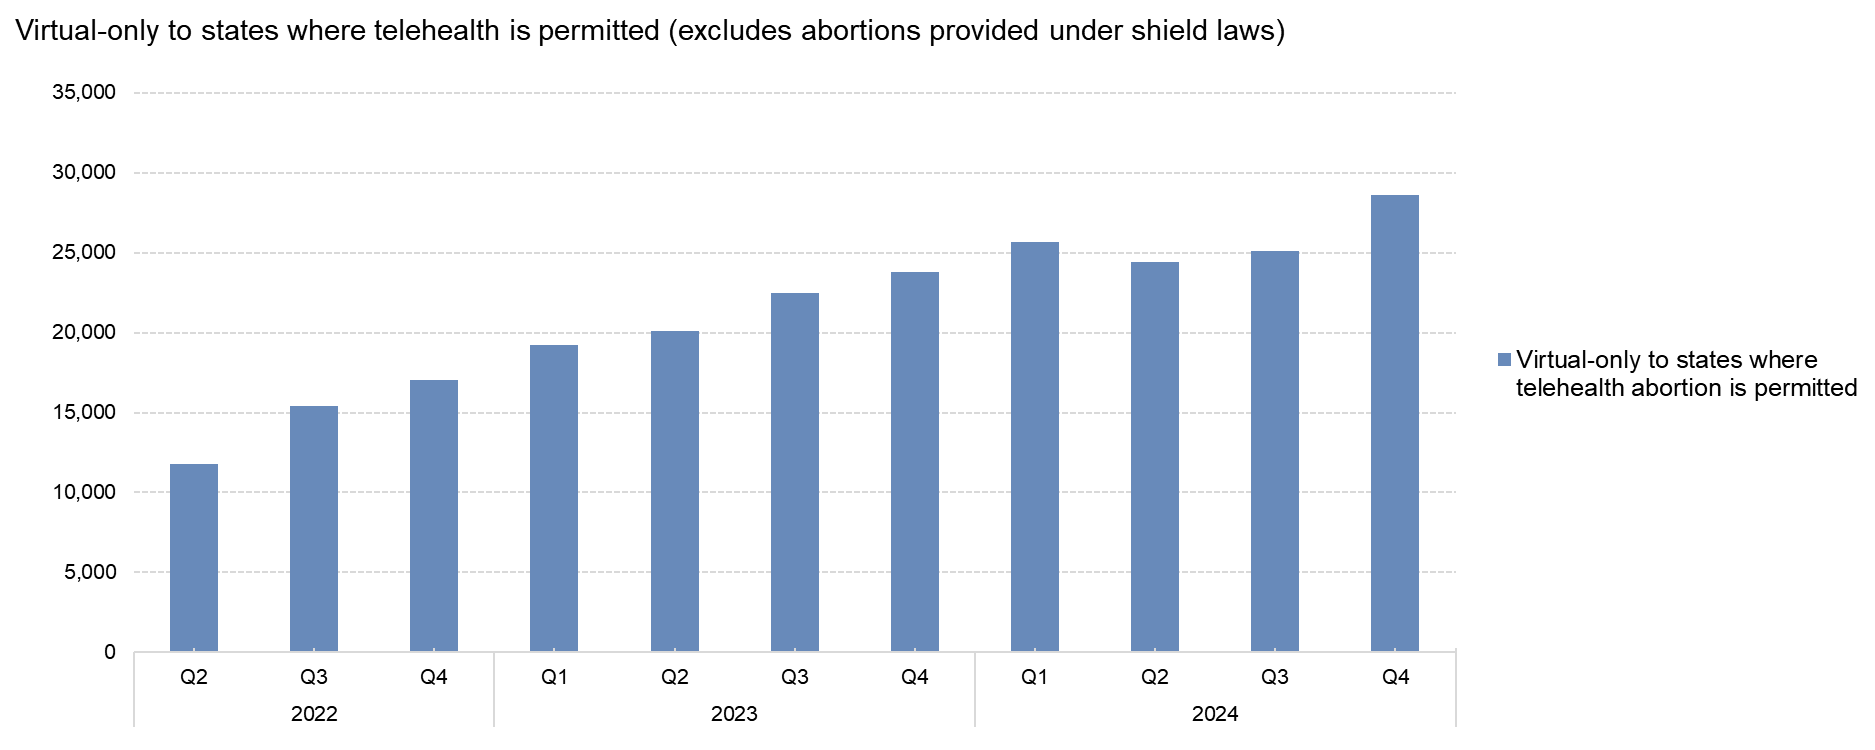 Virtual-only to states where telehealth is permitted (excludes abortions provided under shield laws)
35,000
30,000
25,000
20,000
15,000
10,000
5,000
0
Q2 Q3 Q4 Q1 Q2 Q3 Q4 Q1 Q2 Q3 Q4
2022 2023 2024
Virtual-only to states where
telehealth abortion is permitted